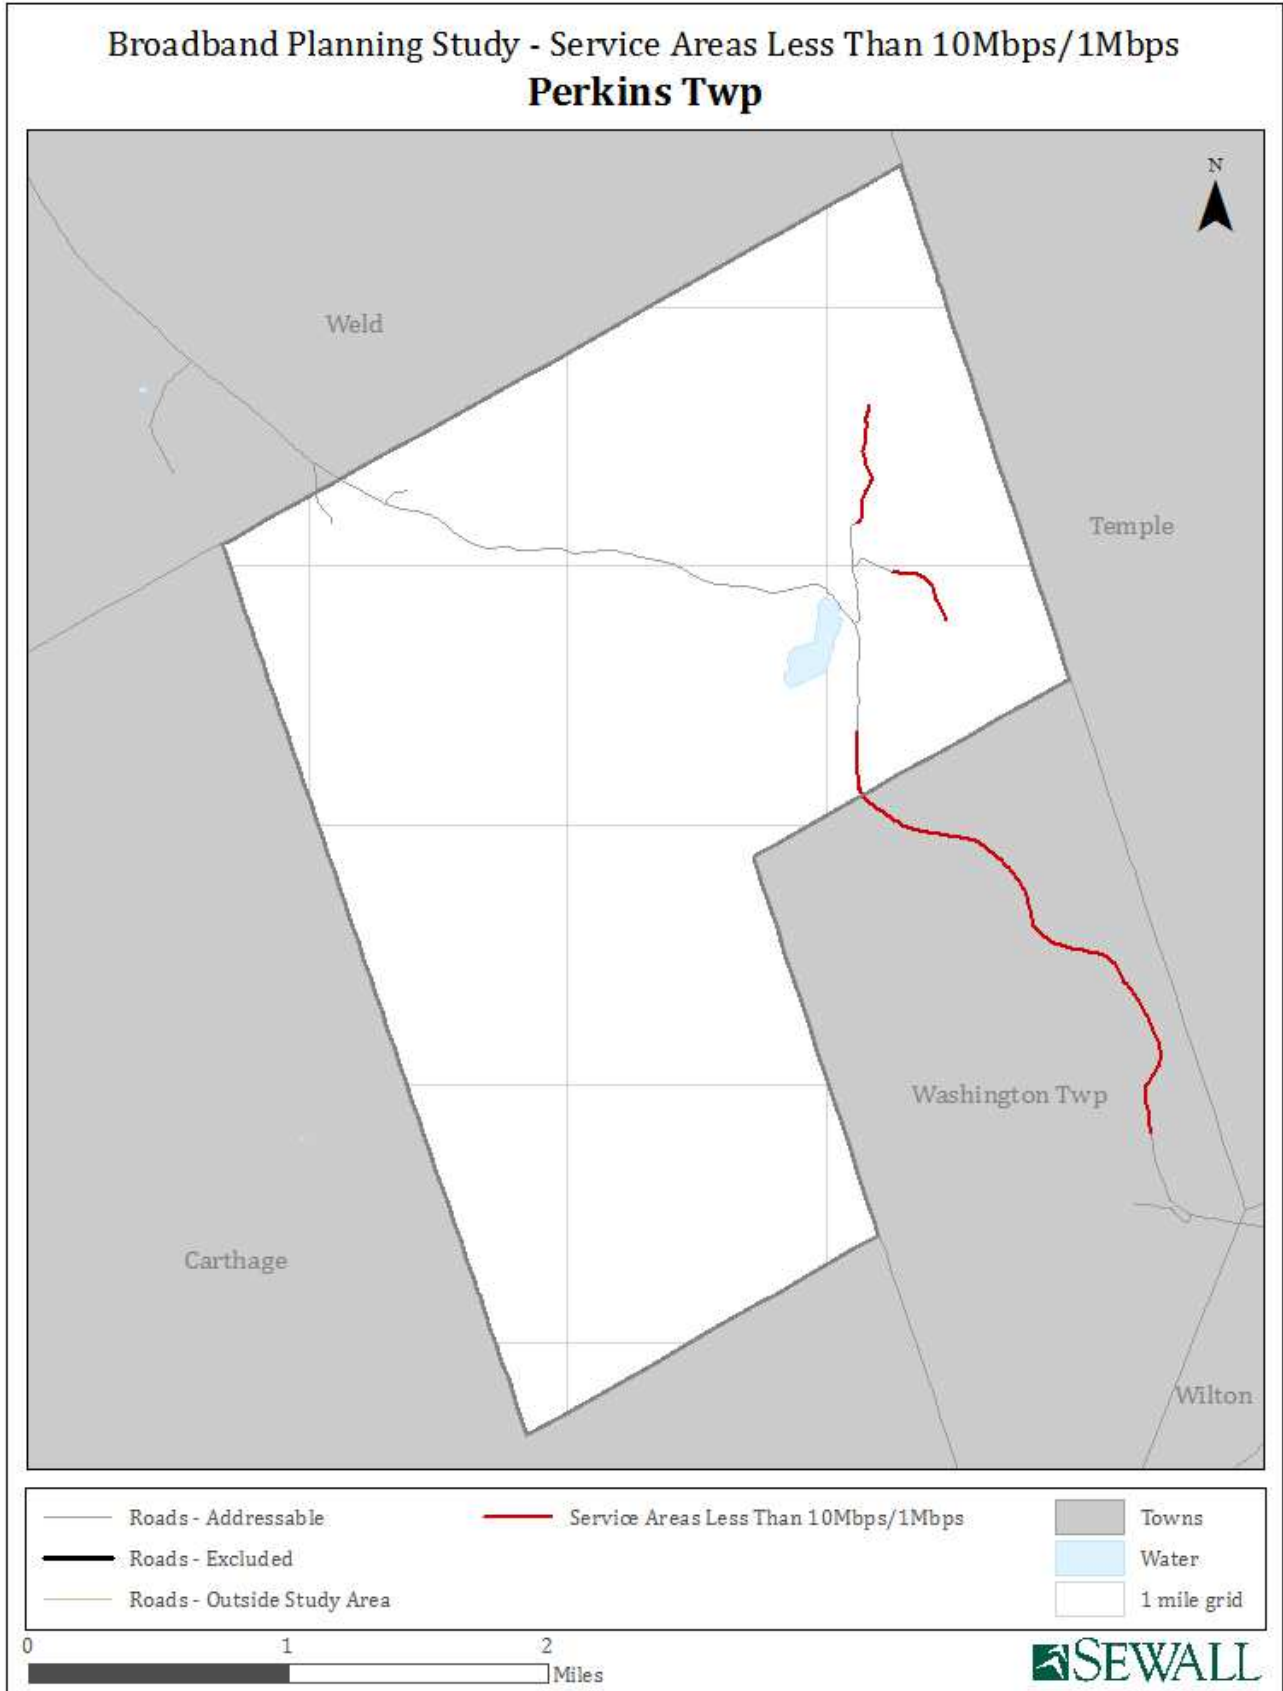 Broadband Planning Study - Service Areas Less Than 10Mbps/1Mbps
Perkins Twp
N
Weld
Temple
Washington Twp
Carthage
Wilton
Roads - Addressable
Roads - Excluded
Roads - Outside Study Area
Service Areas Less Than 10Mbps/1Mbps
Towns
Water
1 mile grid
0 1 2
Miles
SEWALL